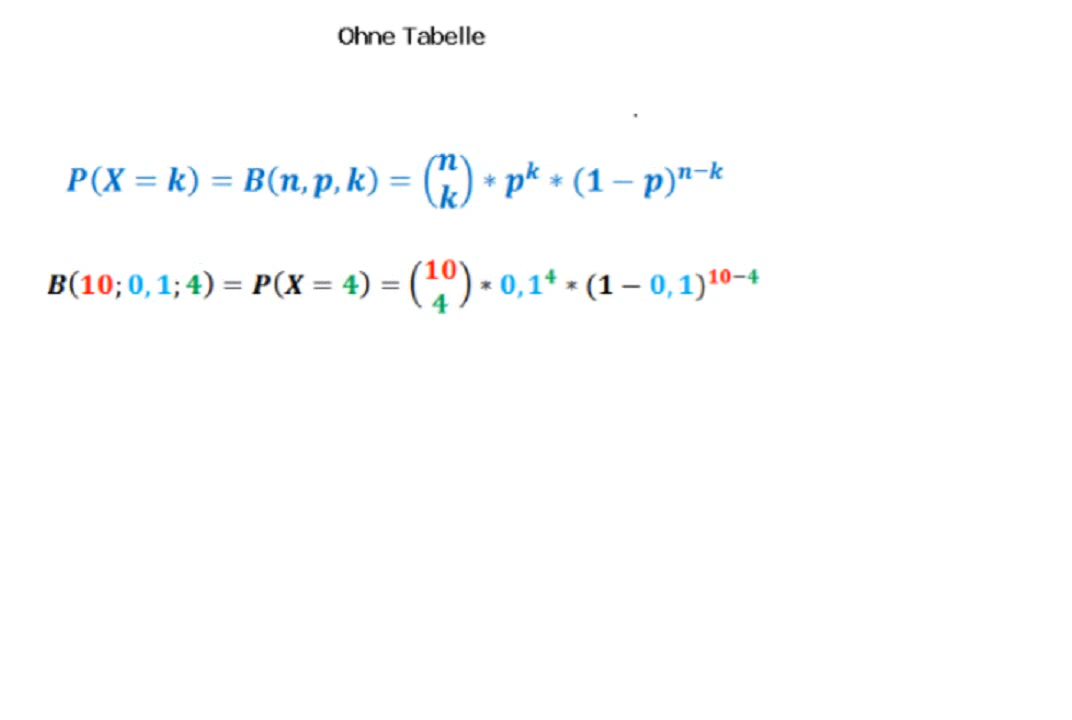 Ohne Tabelle
P(X = k) = B(n, p, k) = (n k) * p^k * (1 − p)^n−k
B(10; 0, 1; 4) = P(X = 4) = (10 4) * 0, 1^4 * (1 − 0, 1)^10−4